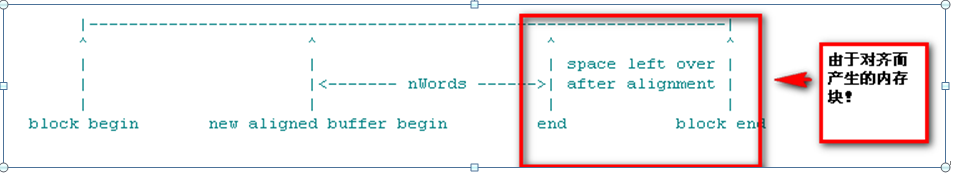 |----------------------------------------------------------|
^ ^ ^ ^
| | | space left over |
| |<------- nWords ------>| after alignment |
| | | |
block begin new aligned buffer begin end block end
由于对齐而
产生的内存
块!